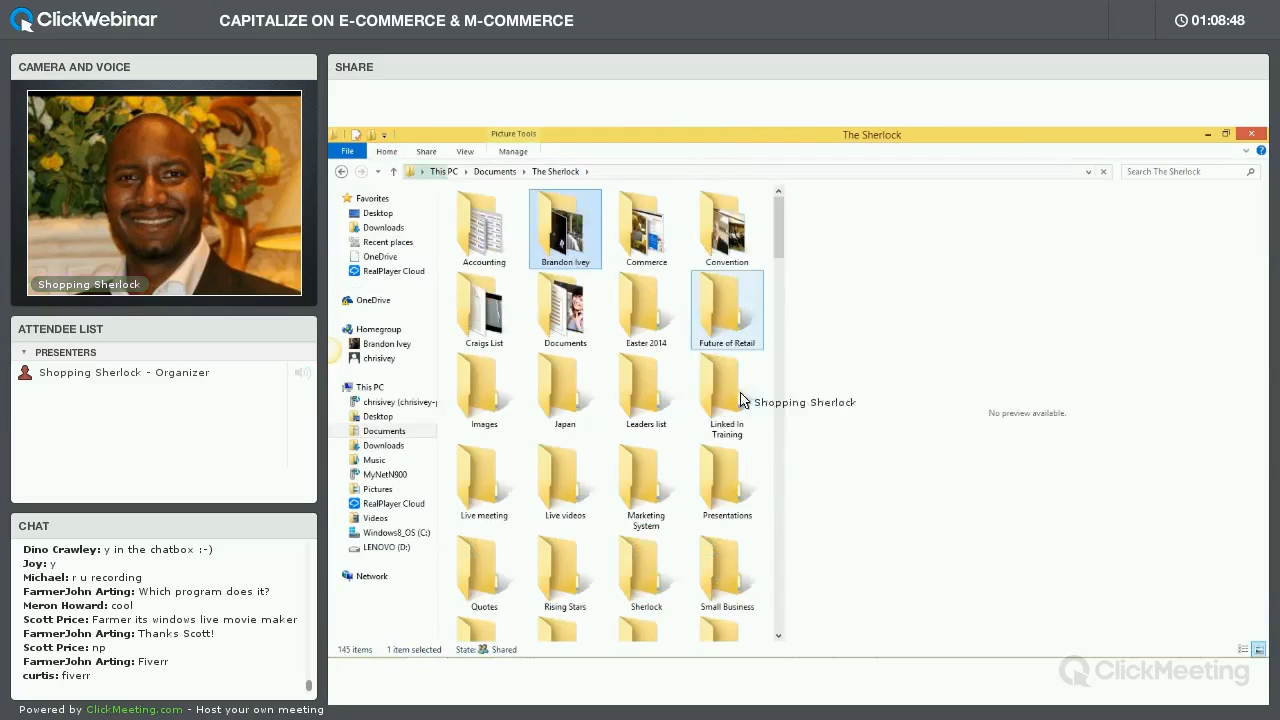 ClickWebinar
CAPITALIZE ON E-COMMERCE & M-COMMERCE
01:08:48
CAMERA AND VOICE
Shopping Sherlock
ATTENDEE LIST
PRESENTERS
Shopping Sherlock - Organizer
CHAT
Dino Crawley: y in the chatbox :-)
Joy: y
Michael: r u recording
FarmerJohn Arting: Which program does it?
Meron Howard: cool
Scott Price: Farmer its windows live movie maker
FarmerJohn Arting: Thanks Scott!
Scott Price: np
FarmerJohn Arting: Fiverr
curtis: fiverr
Powered by ClickMeeting.com - Host your own meeting
SHARE
Picture Tools
The Sherlock
File Home Share View Manage
This PC Documents The Sherlock
Search The Sherlock
Favorites
Desktop
Downloads
Recent places
OneDrive
RealPlayer Cloud
OneDrive
Homegroup
Brandon Ivey
chrisivey
This PC
chrisivey (chrisivey-
Desktop
Documents
Downloads
Music
MyNetN900
Pictures
RealPlayer Cloud
Videos
Windows8_OS (C:)
LENOVO (D:)
Network
Accounting Brandon Ivey Commerce Convention
Craigs List Documents Easter 2014 Future of Retail
Images Japan Leaders list Linked In
Training
Shopping Sherlock
Live meeting Live videos Marketing Presentations
System
Quotes Rising Stars Sherlock Small Business
No preview available.
145 items 1 item selected State: Shared
ClickMeeting